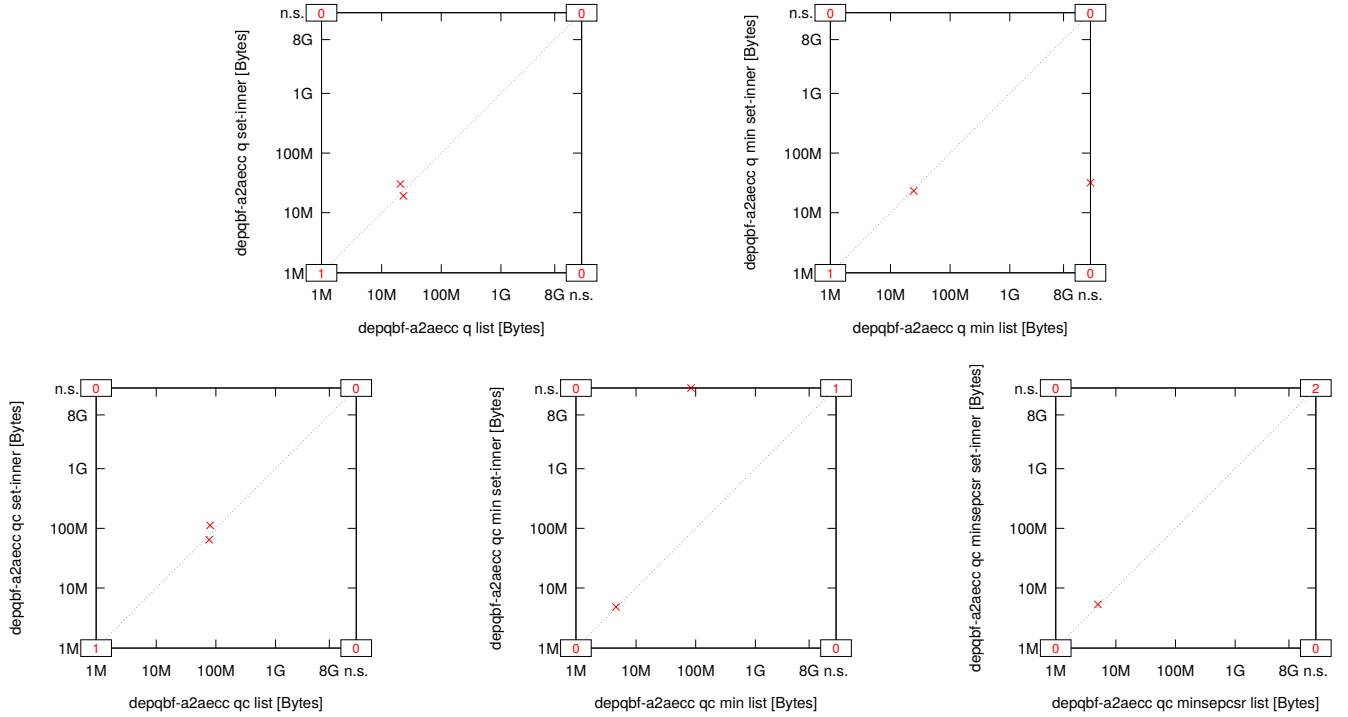 n.s. 0 0
8G
1G
100M
10M
1M 1 0
1M 10M 100M 1G 8G n.s.
depqbf-a2aecc q set-inner [Bytes]
depqbf-a2aecc q list [Bytes]
n.s. 0 0
8G
1G
100M
10M
1M 1 0
1M 10M 100M 1G 8G n.s.
depqbf-a2aecc q min set-inner [Bytes]
depqbf-a2aecc q min list [Bytes]
n.s. 0 0
8G
1G
100M
10M
1M 1 0
1M 10M 100M 1G 8G n.s.
depqbf-a2aecc qc set-inner [Bytes]
depqbf-a2aecc qc list [Bytes]
n.s. 0 1
8G
1G
100M
10M
1M 0 0
1M 10M 100M 1G 8G n.s.
depqbf-a2aecc qc min set-inner [Bytes]
depqbf-a2aecc qc min list [Bytes]
n.s. 0 2
8G
1G
100M
10M
1M 0 0
1M 10M 100M 1G 8G n.s.
depqbf-a2aecc qc minsepcsr set-inner [Bytes]
depqbf-a2aecc qc minsepcsr list [Bytes]